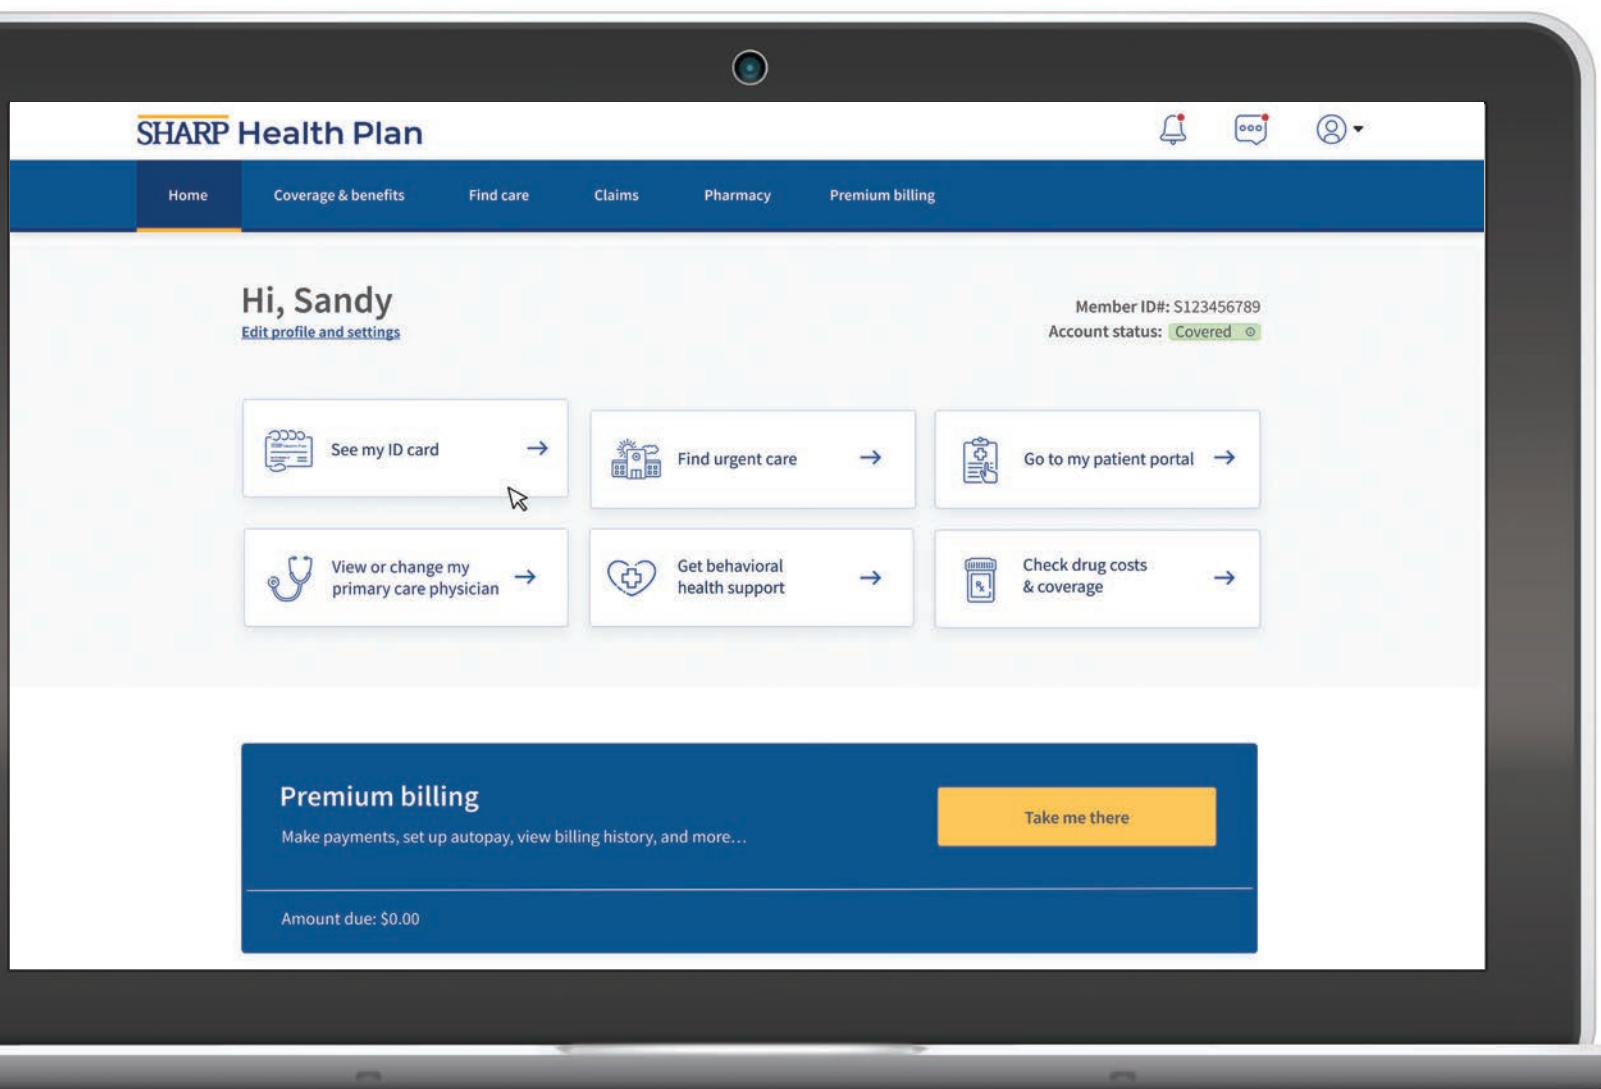 SHARP Health Plan
Home Coverage & benefits Find care Claims Pharmacy Premium billing
Hi, Sandy
Edit profile and settings
Member ID#: S123456789
Account status: Covered
See my ID card
Find urgent care
Go to my patient portal
View or change my
primary care physician
Get behavioral
health support
Check drug costs
& coverage
Premium billing
Make payments, set up autopay, view billing history, and more...
Take me there
Amount due: $0.00